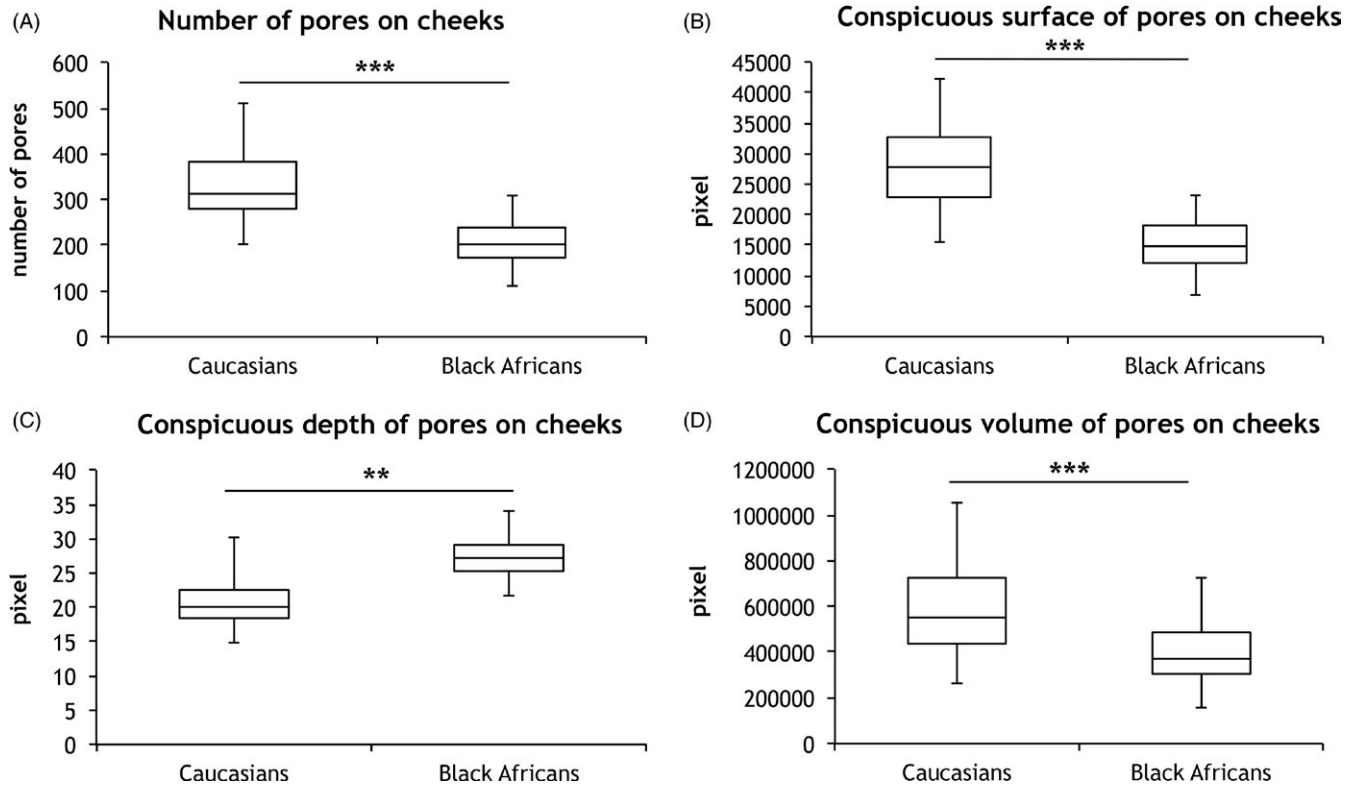 (A)
Number of pores on cheeks
***
number of pores
600
500
400
300
200
100
0
Caucasians
Black Africans
(B)
Conspicuous surface of pores on cheeks
***
pixel
45000
40000
35000
30000
25000
20000
15000
10000
5000
0
Caucasians
Black Africans
(C)
Conspicuous depth of pores on cheeks
**
pixel
40
35
30
25
20
15
10
5
0
Caucasians
Black Africans
(D)
Conspicuous volume of pores on cheeks
***
pixel
1200000
1000000
800000
600000
400000
200000
0
Caucasians
Black Africans